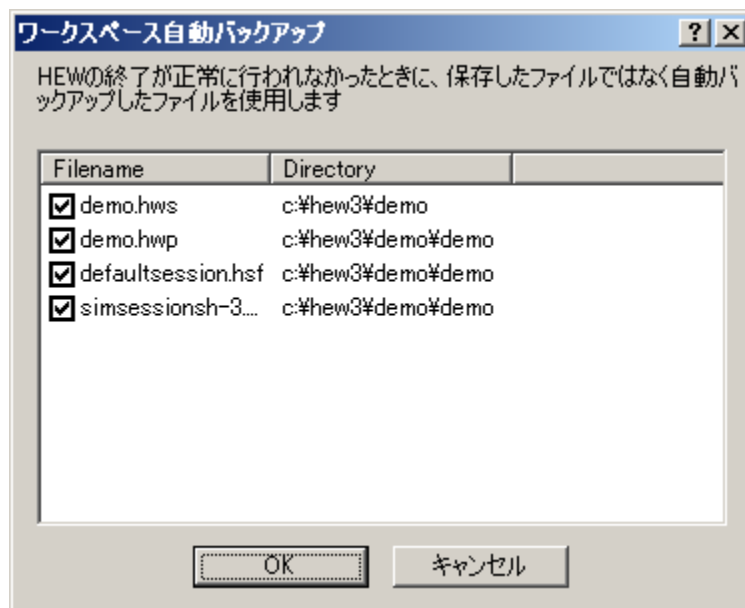 ワークスペース自動バックアップ
HEWの終了が正常に行われなかったときに、保存したファイルではなく自動バ
ックアップしたファイルを使用します
Filename Directory
demo.hws c:¥hew3¥demo
demo.hwp c:¥hew3¥demo¥demo
defaultsession.hsf c:¥hew3¥demo¥demo
simsessionsh-3... c:¥hew3¥demo¥demo
OK キャンセル